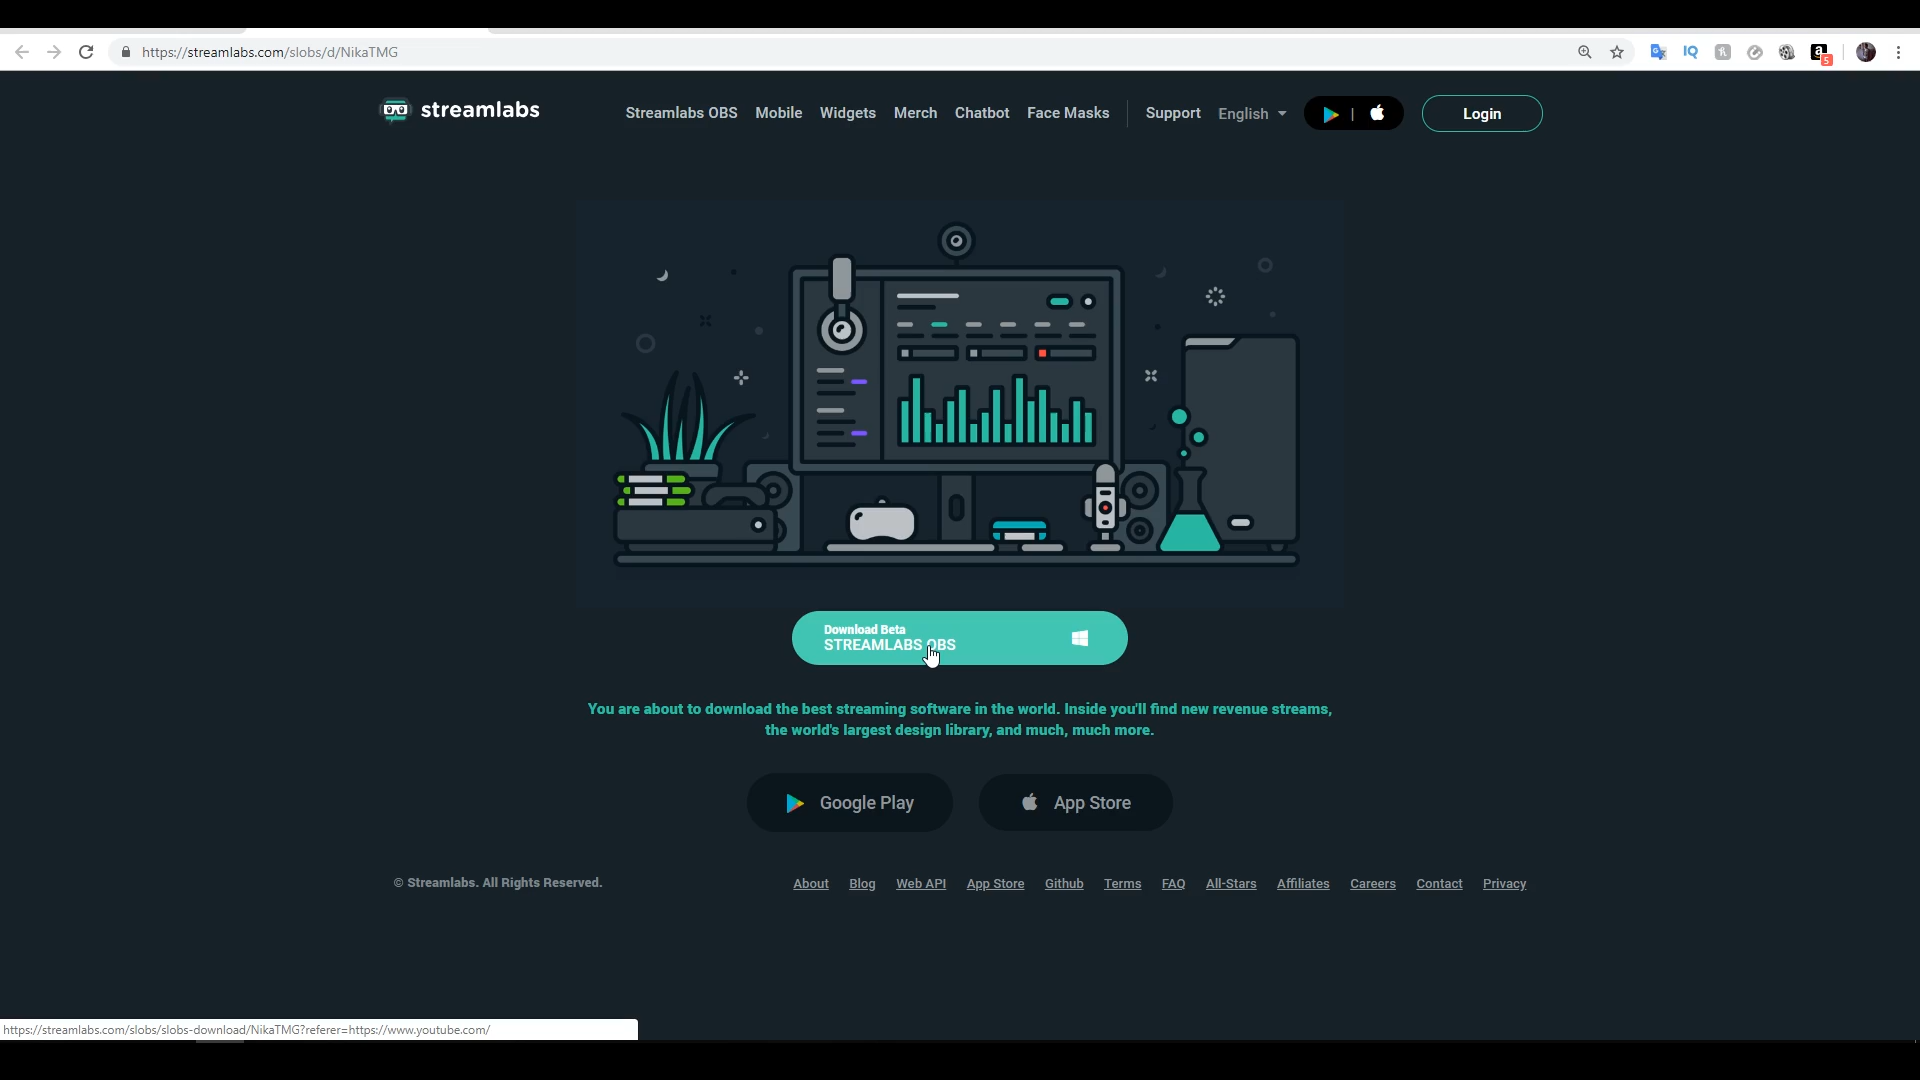 https://streamlabs.com/slobs/d/NikaTMG
IQ
a
5
streamlabs
Streamlabs OBS
Mobile
Widgets
Merch
Chatbot
Face Masks
Support
English
|
Login
Download Beta
STREAMLABS OBS
You are about to download the best streaming software in the world. Inside you'll find new revenue streams,
the world's largest design library, and much, much more.
Google Play
App Store
© Streamlabs. All Rights Reserved.
About
Blog
Web API
App Store
Github
Terms
FAQ
All-Stars
Affiliates
Careers
Contact
Privacy
https://streamlabs.com/slobs/slobs-download/NikaTMG?referer=https://www.youtube.com/